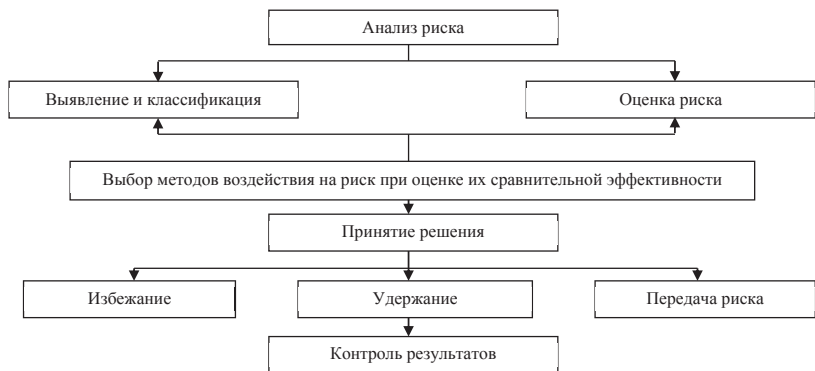 Анализ риска
Выявление и классификация
Оценка риска
Выбор методов воздействия на риск при оценке их сравнительной эффективности
Принятие решения
Избежание
Удержание
Передача риска
Контроль результатов